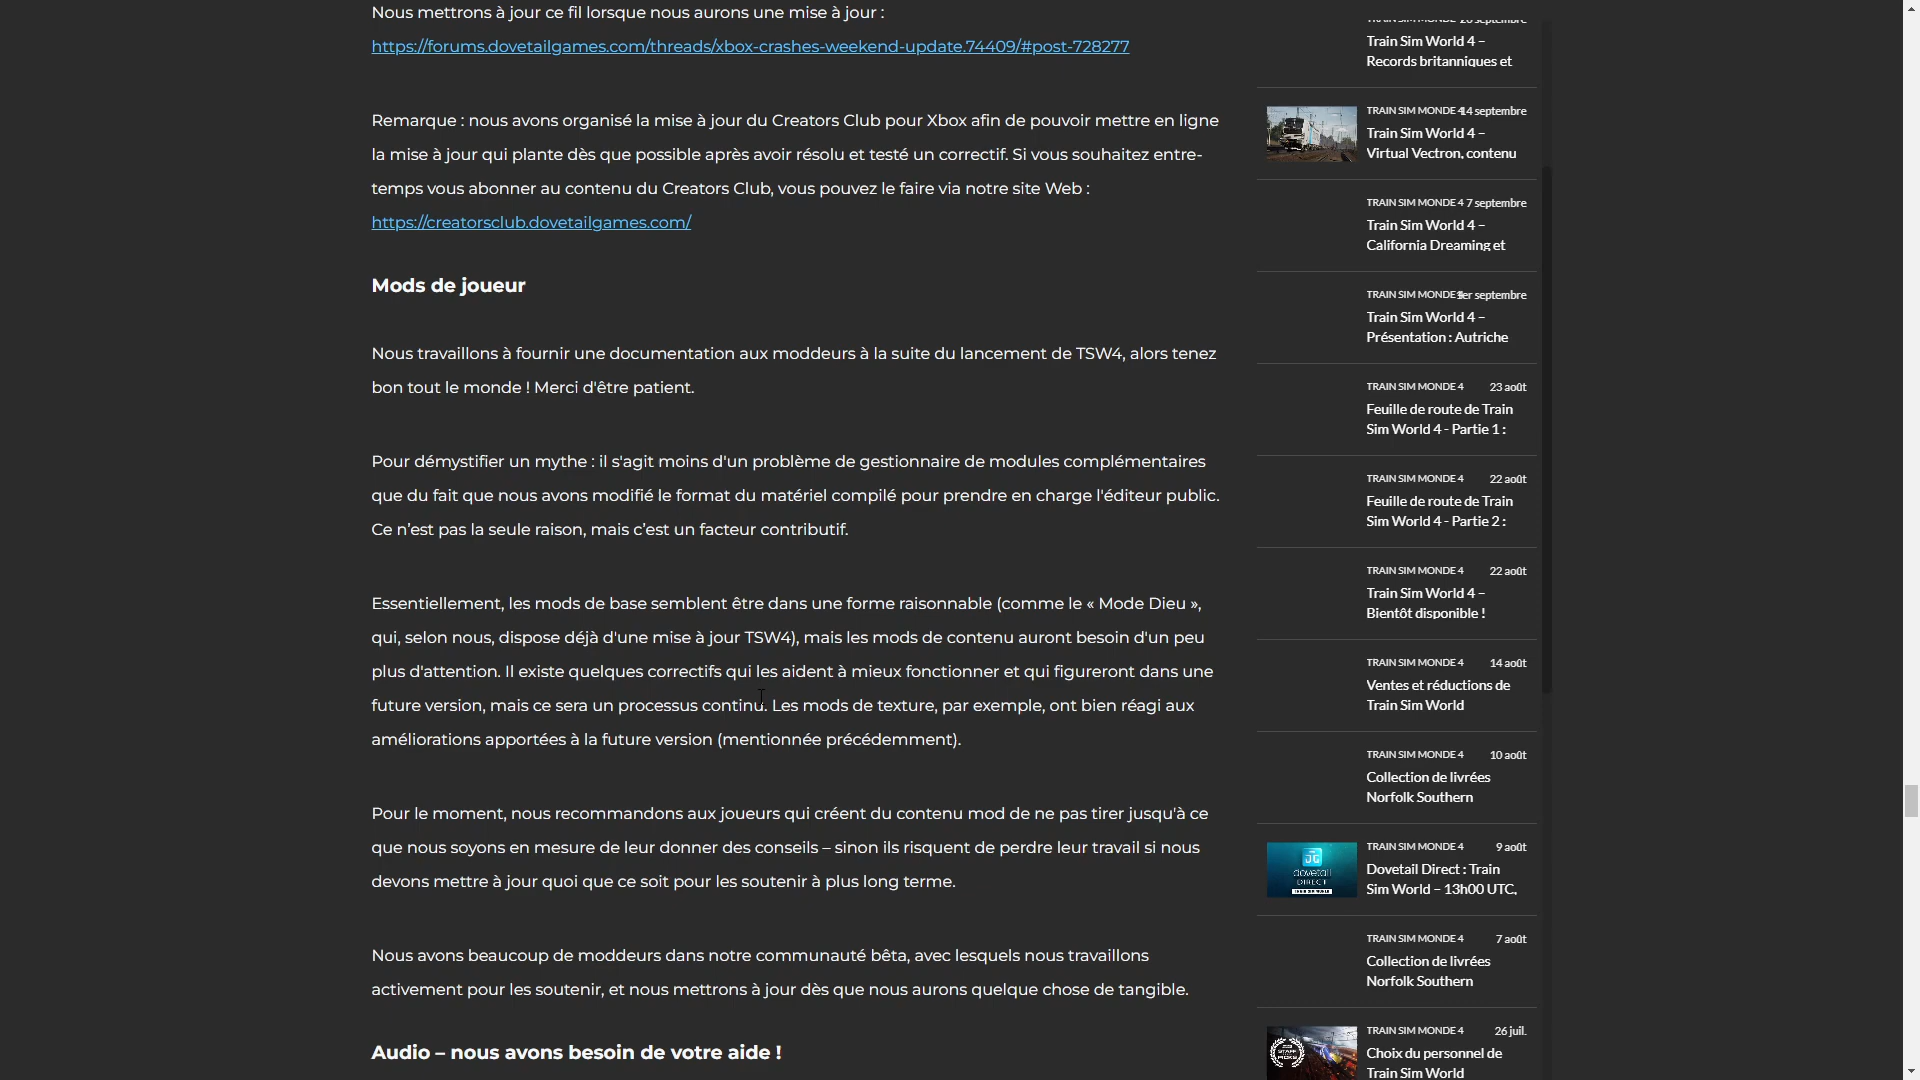 Nous mettrons à jour ce fil lorsque nous aurons une mise à jour :
https://forums.dovetailgames.com/threads/xbox-crashes-weekend-update.74409/#post-728277
Remarque : nous avons organisé la mise à jour du Creators Club pour Xbox afin de pouvoir mettre en ligne
la mise à jour qui plante dès que possible après avoir résolu et testé un correctif. Si vous souhaitez entre-
temps vous abonner au contenu du Creators Club, vous pouvez le faire via notre site Web :
https://creatorsclub.dovetailgames.com/
Mods de joueur
Nous travaillons à fournir une documentation aux moddeurs à la suite du lancement de TSW4, alors tenez
bon tout le monde ! Merci d'être patient.
Pour démystifier un mythe : il s'agit moins d'un problème de gestionnaire de modules complémentaires
que du fait que nous avons modifié le format du matériel compilé pour prendre en charge l'éditeur public.
Ce n’est pas la seule raison, mais c’est un facteur contributif.
Essentiellement, les mods de base semblent être dans une forme raisonnable (comme le « Mode Dieu »,
qui, selon nous, dispose déjà d'une mise à jour TSW4), mais les mods de contenu auront besoin d'un peu
plus d'attention. Il existe quelques correctifs qui les aident à mieux fonctionner et qui figureront dans une
future version, mais ce sera un processus continu. Les mods de texture, par exemple, ont bien réagi aux
améliorations apportées à la future version (mentionnée précédemment).
Pour le moment, nous recommandons aux joueurs qui créent du contenu mod de ne pas tirer jusqu'à ce
que nous soyons en mesure de leur donner des conseils – sinon ils risquent de perdre leur travail si nous
devons mettre à jour quoi que ce soit pour les soutenir à plus long terme.
Nous avons beaucoup de moddeurs dans notre communauté bêta, avec lesquels nous travaillons
activement pour les soutenir, et nous mettrons à jour dès que nous aurons quelque chose de tangible.
Audio – nous avons besoin de votre aide !
TRAIN SIM MONDE 4 20 septembre
Train Sim World 4 –
Records britanniques et
TRAIN SIM MONDE 4 14 septembre
Train Sim World 4 –
Virtual Vectron, contenu
TRAIN SIM MONDE 4 7 septembre
Train Sim World 4 –
California Dreaming et
TRAIN SIM MONDE 4 1er septembre
Train Sim World 4 –
Présentation : Autriche
TRAIN SIM MONDE 4 23 août
Feuille de route de Train
Sim World 4 - Partie 1 :
TRAIN SIM MONDE 4 22 août
Feuille de route de Train
Sim World 4 - Partie 2 :
TRAIN SIM MONDE 4 22 août
Train Sim World 4 –
Bientôt disponible !
TRAIN SIM MONDE 4 14 août
Ventes et réductions de
Train Sim World
TRAIN SIM MONDE 4 10 août
Collection de livrées
Norfolk Southern
TRAIN SIM MONDE 4 9 août
dovetail
DIRECT
Dovetail Direct : Train
Sim World – 13h00 UTC,
TRAIN SIM MONDE 4 7 août
Collection de livrées
Norfolk Southern
TRAIN SIM MONDE 4 26 juil.
STAFF
PICKS
Choix du personnel de
Train Sim World